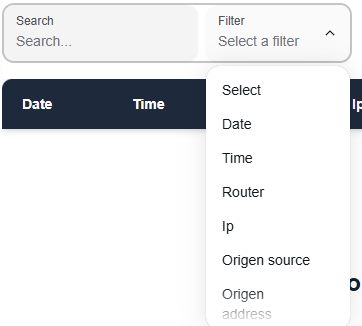 Search
Filter
Search...
Select a filter
Date
Time
Ip
Select
Date
Time
Router
Ip
Origen source
Origen
address